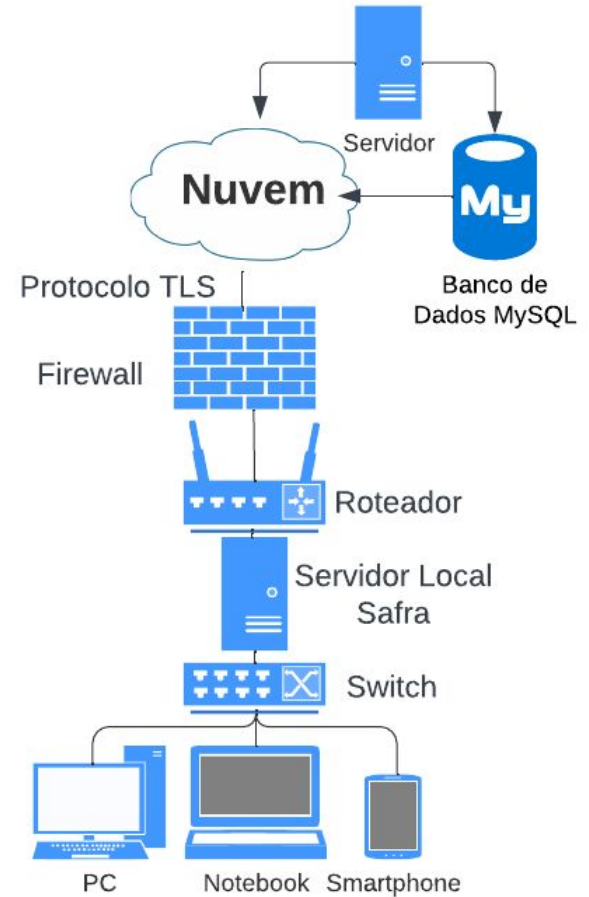 Servidor
Nuvem
My
Banco de
Dados MySQL
Protocolo TLS
Firewall
Roteador
Servidor Local
Safra
Switch
PC
Notebook
Smartphone